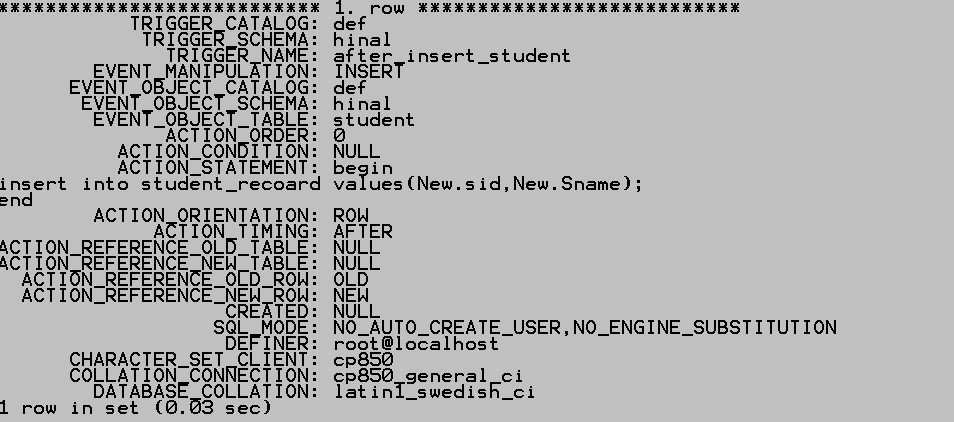 *************************** 1. row ***************************
TRIGGER_CATALOG: def
TRIGGER_SCHEMA: hinal
TRIGGER_NAME: after_insert_student
EVENT_MANIPULATION: INSERT
EVENT_OBJECT_CATALOG: def
EVENT_OBJECT_SCHEMA: hinal
EVENT_OBJECT_TABLE: student
ACTION_ORDER: 0
ACTION_CONDITION: NULL
ACTION_STATEMENT: begin
insert into student_recoard values(New.sid,New.Sname);
end
ACTION_ORIENTATION: ROW
ACTION_TIMING: AFTER
ACTION_REFERENCE_OLD_TABLE: NULL
ACTION_REFERENCE_NEW_TABLE: NULL
ACTION_REFERENCE_OLD_ROW: OLD
ACTION_REFERENCE_NEW_ROW: NEW
CREATED: NULL
SQL_MODE: NO_AUTO_CREATE_USER,NO_ENGINE_SUBSTITUTION
DEFINER: root@localhost
CHARACTER_SET_CLIENT: cp850
COLLATION_CONNECTION: cp850_general_ci
DATABASE_COLLATION: latin1_swedish_ci
1 row in set (0.03 sec)